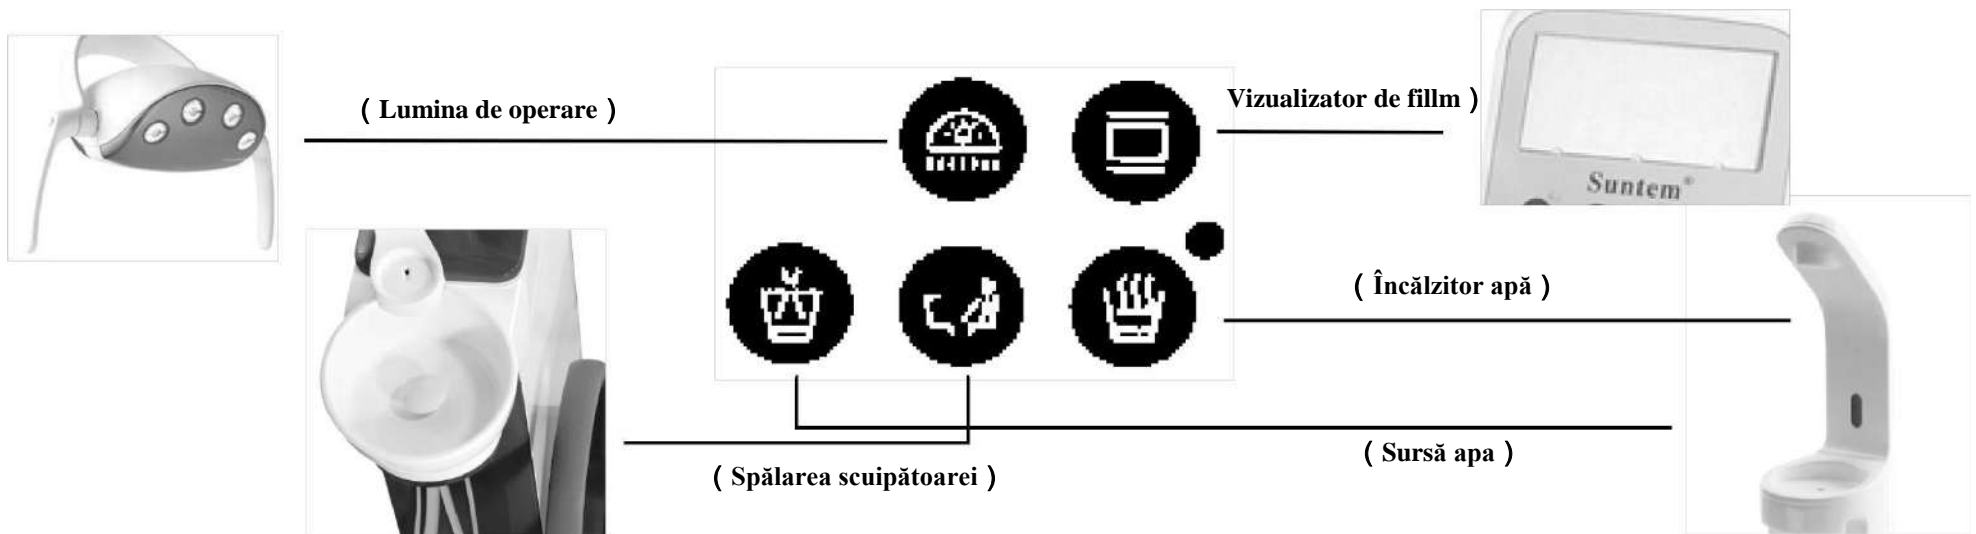 ( Lumina de operare )
Vizualizator de fillm )
Suntem®
( Încălzitor apă )
( Sursă apa )
( Spălarea scuipătoarei )